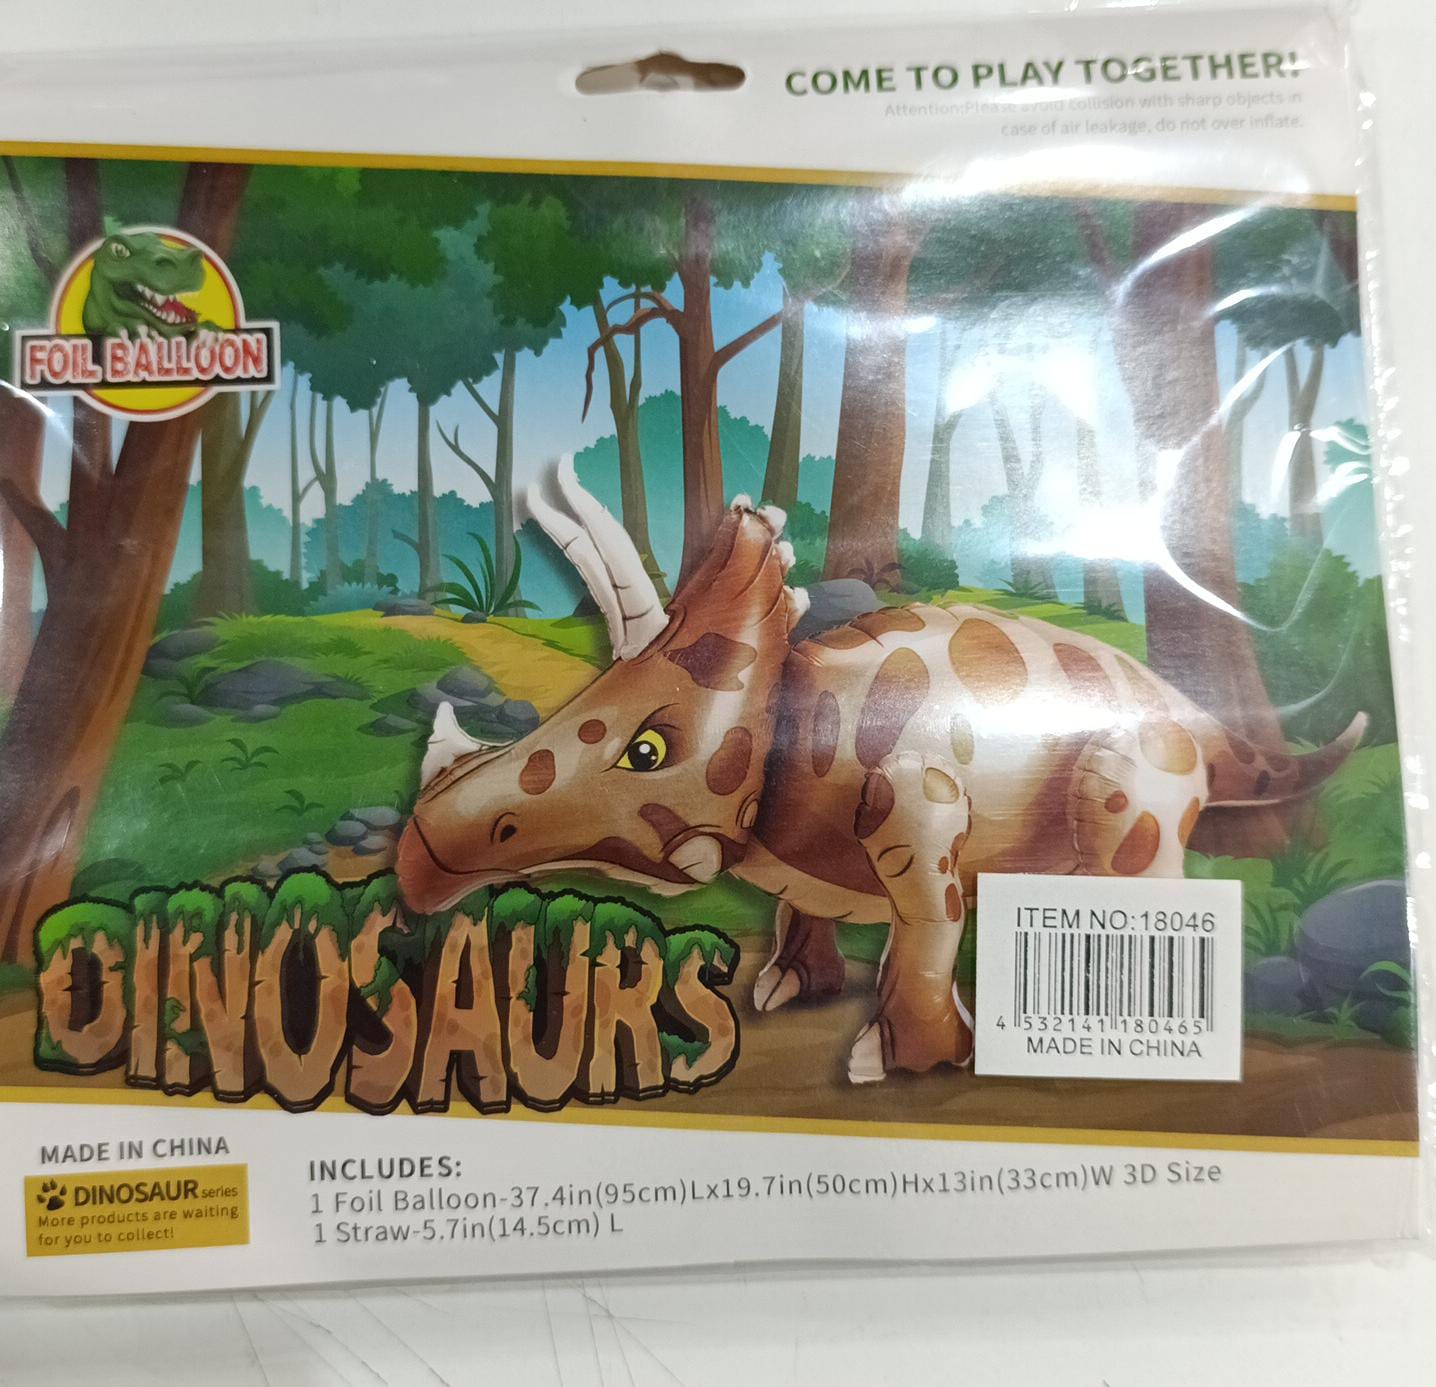 COME TO PLAY TOGETHER!
Attention:Please avoid collision with sharp objects in
case of air leakage, do not over inflate.
FOIL BALLOON
DINOSAURS
ITEM NO:18046
4 532141 180465
MADE IN CHINA
MADE IN CHINA
DINOSAUR series
More products are waiting
for you to collect!
INCLUDES:
1 Foil Balloon-37.4in(95cm)Lx19.7in(50cm)Hx13in(33cm)W 3D Size
1 Straw-5.7in(14.5cm) L